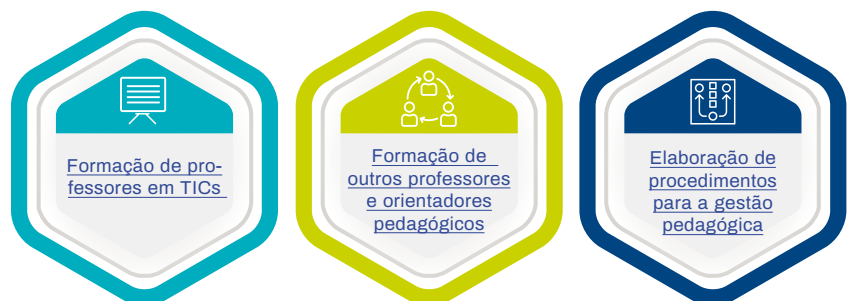 Formação de pro-
fessores em TICs
Formação de
outros professores
e orientadores
pedagógicos
Elaboração de
procedimentos
para a gestão
pedagógica